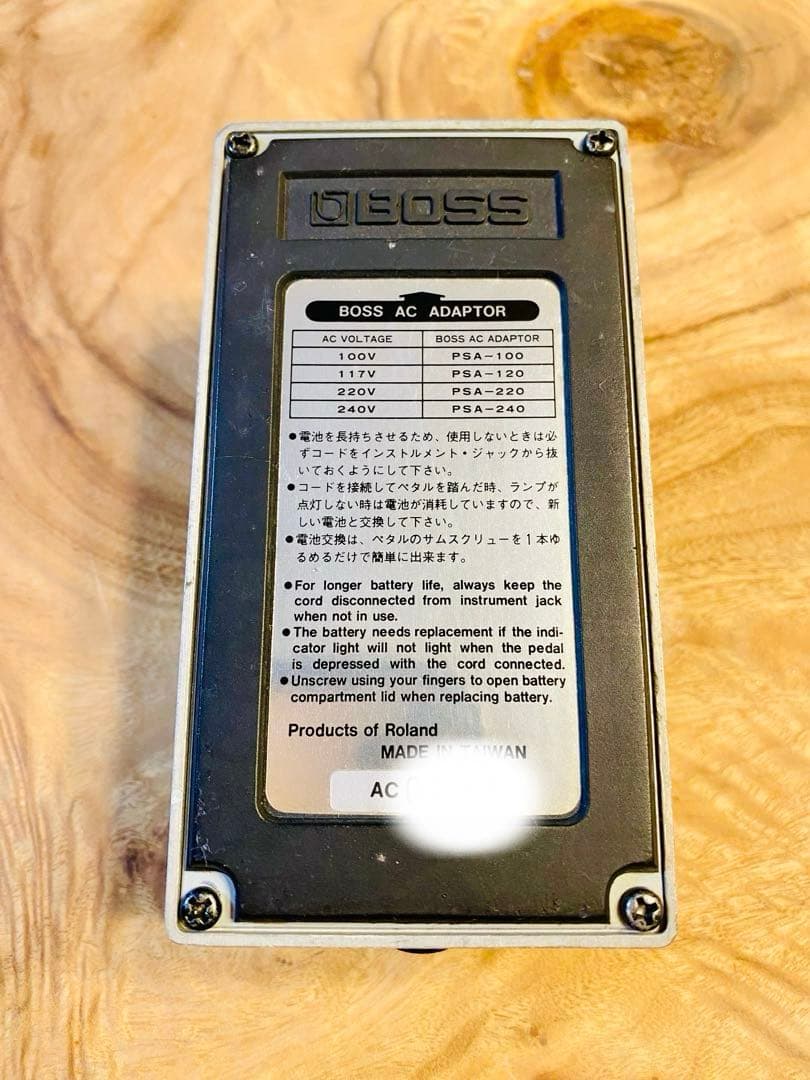 BOSS
BOSS AC ADAPTOR
AC VOLTAGE BOSS AC ADAPTOR
100V PSA-100
117V PSA-120
220V PSA-220
240V PSA-240
●電池を長持ちさせるため、使用しないときは必
ずコードをインストルメント・ジャックから抜
いておくようにして下さい。
●コードを接続してペタルを踏んだ時、ランプが
点灯しない時は電池が消耗していますので、新
しい電池と交換して下さい。
●電池交換は、ペタルのサムスクリューを1本ゆ
るめるだけで簡単に出来ます。
●For longer battery life, always keep the
cord disconnected from instrument jack
when not in use.
●The battery needs replacement if the indi-
cator light will not light when the pedal
is depressed with the cord connected.
●Unscrew using your fingers to open battery
compartment lid when replacing battery.
Products of Roland
MADE IN TAIWAN
AC